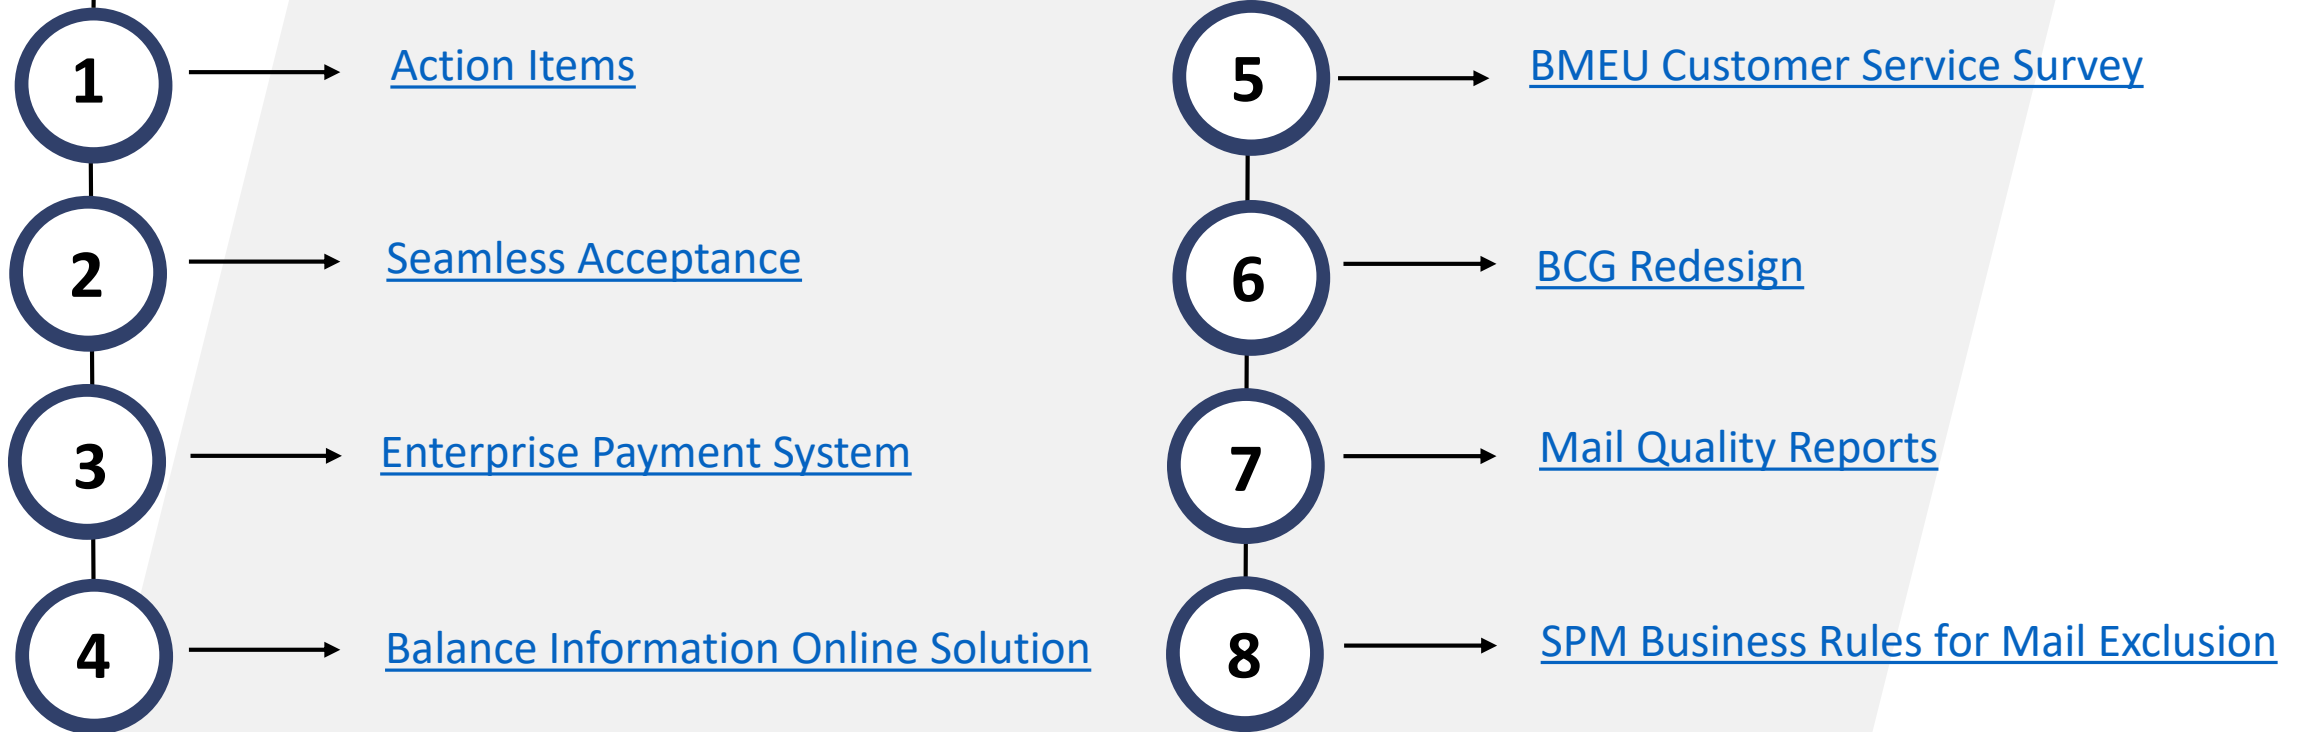 1
Action Items
2
Seamless Acceptance
3
Enterprise Payment System
4
Balance Information Online Solution
5
BMEU Customer Service Survey
6
BCG Redesign
7
Mail Quality Reports
8
SPM Business Rules for Mail Exclusion